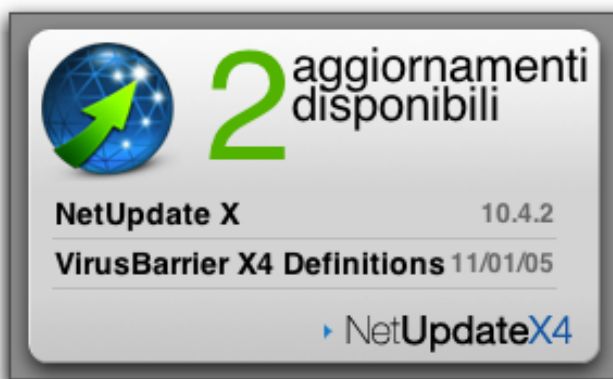 2 aggiornamenti
disponibili
NetUpdate X 10.4.2
VirusBarrier X4 Definitions 11/01/05
NetUpdateX4